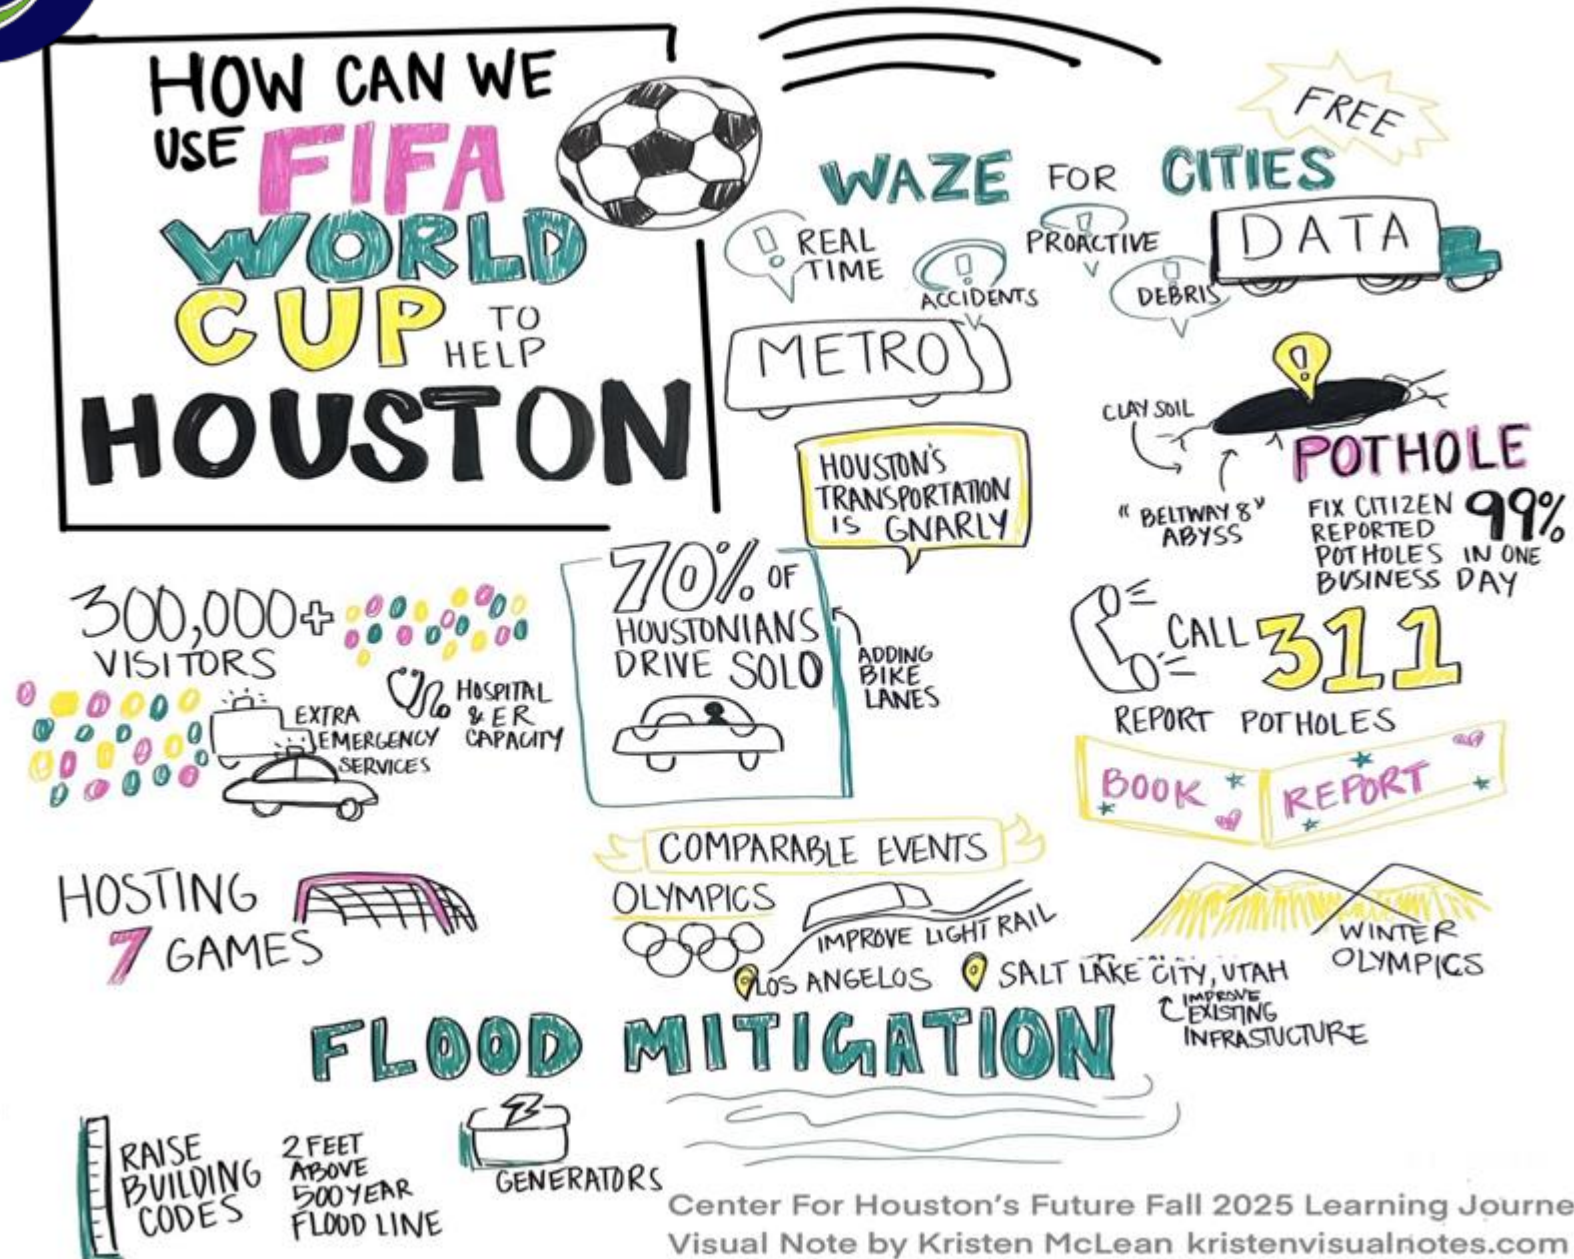 HOW CAN WE
USE FIFA
WORLD
CUP TO
HELP
HOUSTON
FREE
WAZE FOR CITIES
DATA
REAL
TIME
ACCIDENTS
PROACTIVE
DEBRIS
METRO
HOUSTON'S
TRANSPORTATION
IS GNARLY
CLAY SOIL
"BELTWAY 8"
ABYSS
POTHOLE
FIX CITIZEN 99%
REPORTED
POTHOLES IN ONE
BUSINESS DAY
CALL 311
REPORT POTHOLES
BOOK REPORT
300,000+
VISITORS
EXTRA
EMERGENCY
SERVICES
HOSPITAL
& ER
CAPACITY
70% OF
HOUSTONIANS
DRIVE SOLO
ADDING
BIKE
LANES
HOSTING
7 GAMES
COMPARABLE EVENTS
OLYMPICS
IMPROVE LIGHT RAIL
LOS ANGELOS
SALT LAKE CITY, UTAH
WINTER
OLYMPICS
IMPROVE
EXISTING
INFRASTUCTURE
FLOOD MITIGATION
RAISE
BUILDING
CODES
2 FEET
ABOVE
500 YEAR
FLOOD LINE
GENERATORS
Center For Houston's Future Fall 2025 Learning Journe
Visual Note by Kristen McLean kristenvisualnotes.com